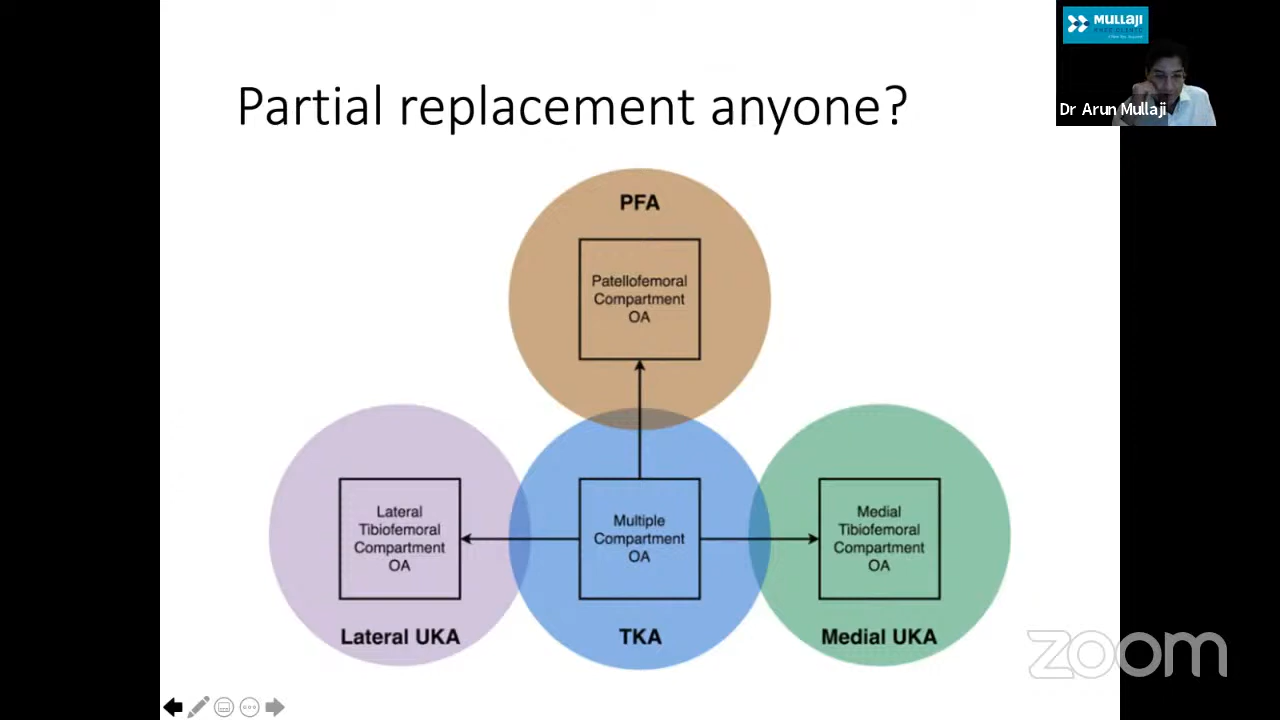 Partial replacement anyone?
MULLAJI
Dr Arun Mullaji
PFA
Patellofemoral
Compartment
OA
Lateral
Tibiofemoral
Compartment
OA
Lateral UKA
Multiple
Compartment
OA
TKA
Medial
Tibiofemoral
Compartment
OA
Medial UKA
zoom